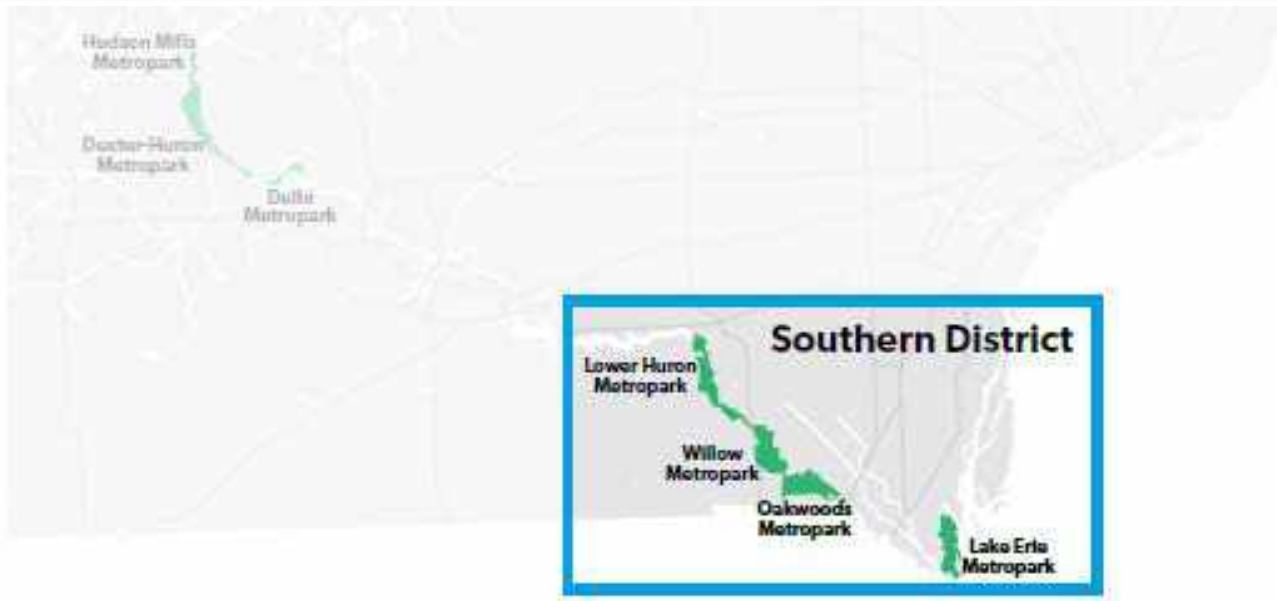 Hudson Mills
Metropark
Dexter-Huron
Metropark
Delhi
Metropark
Southern District
Lower Huron
Metropark
Willow
Metropark
Oakwoods
Metropark
Lake Erie
Metropark